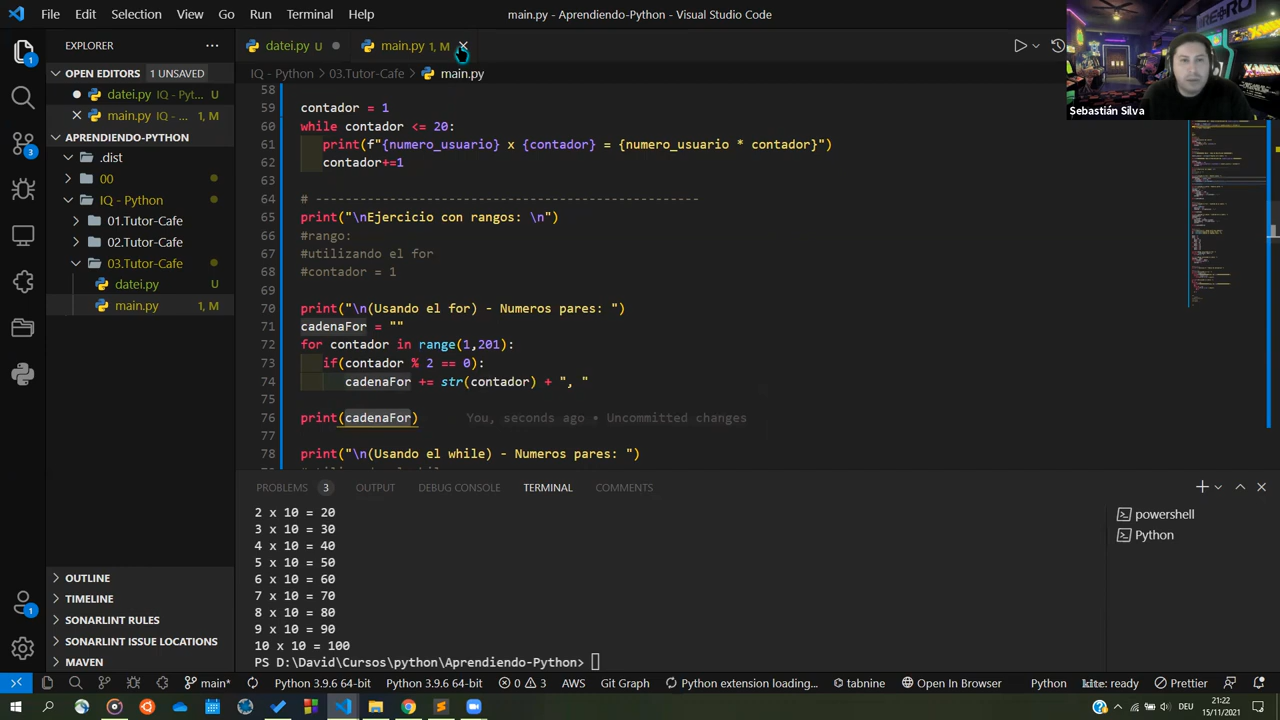 File Edit Selection View Go Run Terminal Help
main.py - Aprendiendo-Python - Visual Studio Code
EXPLORER
OPEN EDITORS 1 UNSAVED
datei.py IQ - Pyt... U
main.py IQ - ... 1, M
APRENDIENDO-PYTHON
.dist
00
IQ - Python
01.Tutor-Cafe
02.Tutor-Cafe
03.Tutor-Cafe
datei.py U
main.py 1, M
OUTLINE
TIMELINE
SONARLINT RULES
SONARLINT ISSUE LOCATIONS
MAVEN
datei.py U main.py 1, M
IQ - Python > 03.Tutor-Cafe > main.py
58
59 contador = 1
60 while contador <= 20:
61 print(f"{numero_usuario} x {contador} = {numero_usuario * contador}")
62 contador+=1
63
64 # ----------------------------------------------------
65 print("\nEjercicio con rangos: \n")
66 #rango:
67 #utilizando el for
68 #contador = 1
69
70 print("\n(Usando el for) - Numeros pares: ")
71 cadenaFor = ""
72 for contador in range(1,201):
73 if(contador % 2 == 0):
74 cadenaFor += str(contador) + ", "
75
76 print(cadenaFor) You, seconds ago • Uncommitted changes
77
78 print("\n(Usando el while) - Numeros pares: ")
Sebastián Silva
PROBLEMS 3 OUTPUT DEBUG CONSOLE TERMINAL COMMENTS
2 x 10 = 20
3 x 10 = 30
4 x 10 = 40
5 x 10 = 50
6 x 10 = 60
7 x 10 = 70
8 x 10 = 80
9 x 10 = 90
10 x 10 = 100
PS D:\David\Cursos\python\Aprendiendo-Python>
powershell
Python
main* Python 3.9.6 64-bit Python 3.9.6 64-bit 0 3 AWS Git Graph Python extension loading... tabnine Open In Browser Python kite: ready Prettier
DEU 21:22
15/11/2021